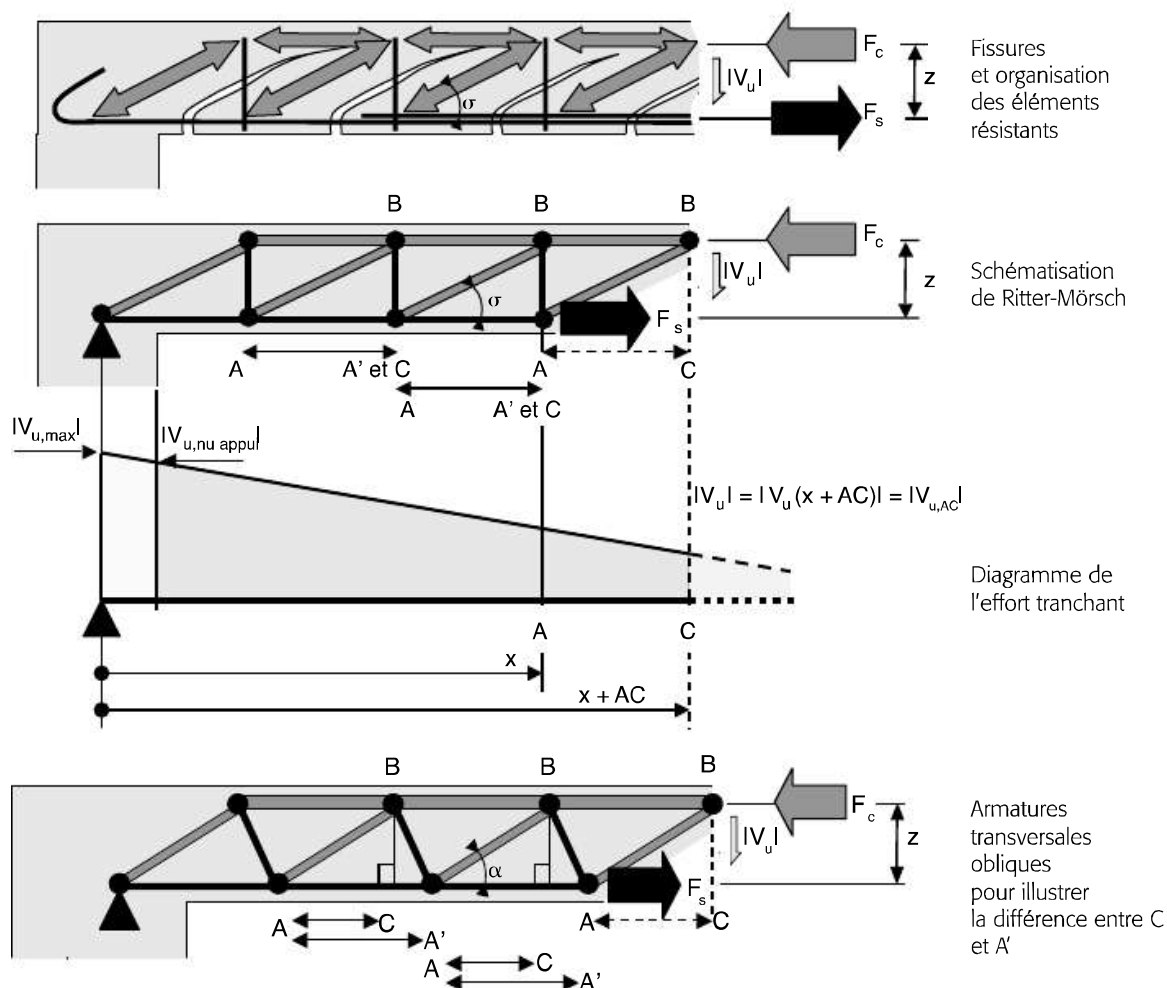 F_c
z
|V_u|
σ
F_s
Fissures
et organisation
des éléments
résistants
B B B
F_c
z
|V_u|
σ
F_s
Schématisation
de Ritter-Mörsch
A A' et C A C
A A' et C
|V_u,max|
|V_u,nu appui|
|V_u| = |V_u (x + AC)| = |V_u,AC|
Diagramme de
l'effort tranchant
A C
x
x + AC
B B B
F_c
z
|V_u|
α
F_s
Armatures
transversales
obliques
pour illustrer
la différence entre C
et A'
A C A C
A'
A C
A'